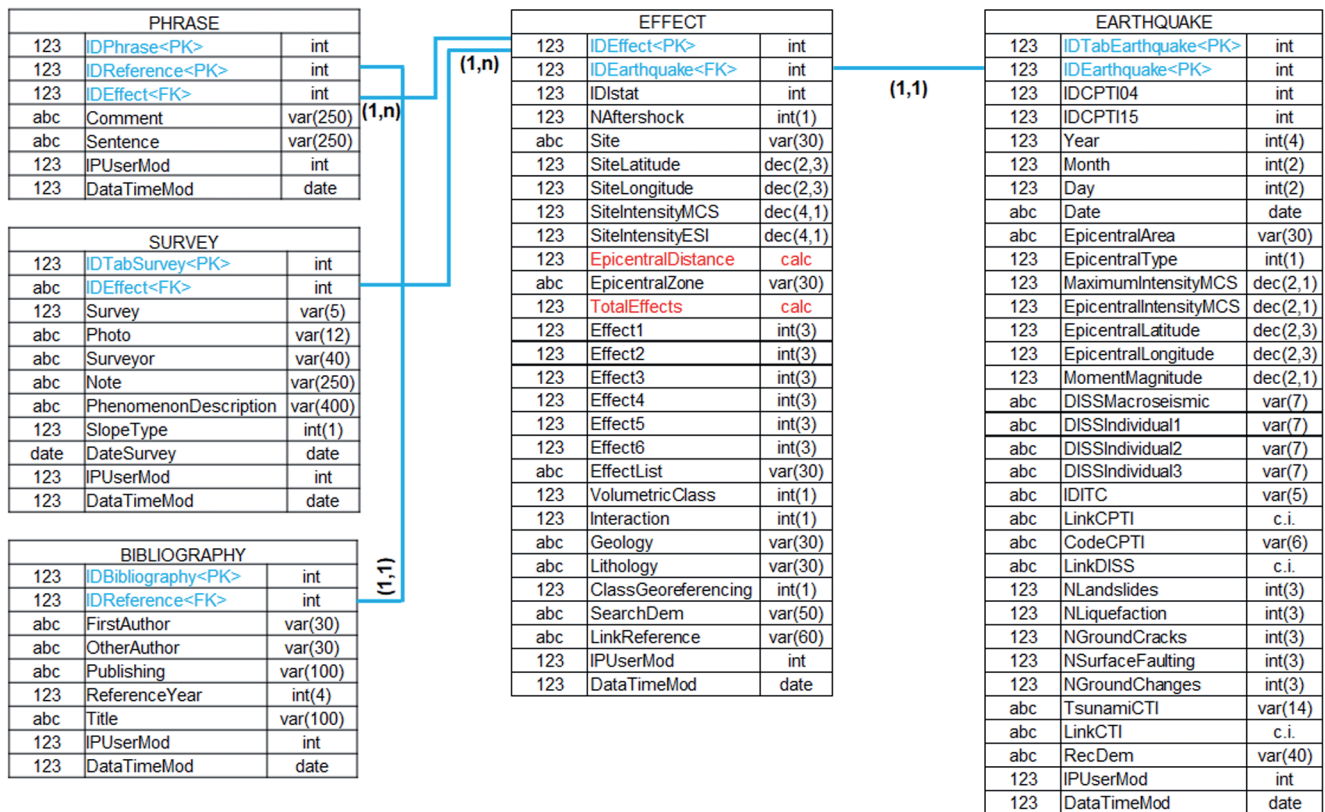 PHRASE
123 IDPhrase<PK> int
123 IDReference<PK> int
123 IDEffect<FK> int
abc Comment var(250)
abc Sentence var(250)
123 IPUserMod int
123 DataTimeMod date
SURVEY
123 IDTabSurvey<PK> int
abc IDEffect<FK> int
123 Survey var(5)
abc Photo var(12)
abc Surveyor var(40)
abc Note var(250)
abc PhenomenonDescription var(400)
123 SlopeType int(1)
date DateSurvey date
123 IPUserMod int
123 DataTimeMod date
BIBLIOGRAPHY
123 IDBibliography<PK> int
123 IDReference<FK> int
abc FirstAuthor var(30)
abc OtherAuthor var(30)
abc Publishing var(100)
123 ReferenceYear int(4)
abc Title var(100)
123 IPUserMod int
123 DataTimeMod date
(1,n)
(1,n)
(1,1)
EFFECT
123 IDEffect<PK> int
123 IDEarthquake<FK> int
123 IDIstat int
123 NAftershock int(1)
abc Site var(30)
123 SiteLatitude dec(2,3)
123 SiteLongitude dec(2,3)
123 SiteIntensityMCS dec(4,1)
123 SiteIntensityESI dec(4,1)
123 EpicentralDistance calc
abc EpicentralZone var(30)
123 TotalEffects calc
123 Effect1 int(3)
123 Effect2 int(3)
123 Effect3 int(3)
123 Effect4 int(3)
123 Effect5 int(3)
123 Effect6 int(3)
abc EffectList var(30)
123 VolumetricClass int(1)
123 Interaction int(1)
abc Geology var(30)
abc Lithology var(30)
123 ClassGeoreferencing int(1)
abc SearchDem var(50)
abc LinkReference var(60)
123 IPUserMod int
123 DataTimeMod date
(1,1)
EARTHQUAKE
123 IDTabEarthquake<PK> int
123 IDEarthquake<PK> int
123 IDCPTI04 int
123 IDCPTI15 int
123 Year int(4)
123 Month int(2)
123 Day int(2)
abc Date date
abc EpicentralArea var(30)
123 EpicentralType int(1)
123 MaximumIntensityMCS dec(2,1)
123 EpicentralIntensityMCS dec(2,1)
123 EpicentralLatitude dec(2,3)
123 EpicentralLongitude dec(2,3)
123 MomentMagnitude dec(2,1)
abc DISSMacroseismic var(7)
abc DISSIndividual1 var(7)
abc DISSIndividual2 var(7)
abc DISSIndividual3 var(7)
abc IDITC var(5)
abc LinkCPTI c.i.
abc CodeCPTI var(6)
abc LinkDISS c.i.
123 NLandslides int(3)
123 NLiquefaction int(3)
123 NGroundCracks int(3)
123 NSurfaceFaulting int(3)
123 NGroundChanges int(3)
abc TsunamiCTI var(14)
abc LinkCTI c.i.
abc RecDem var(40)
123 IPUserMod int
123 DataTimeMod date